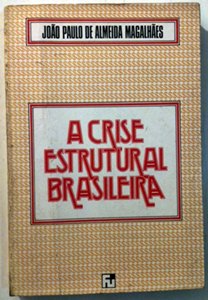 JOÃO PAULO DE ALMEIDA MAGALHÃES
A CRISE
ESTRUTURAL
BRASILEIRA